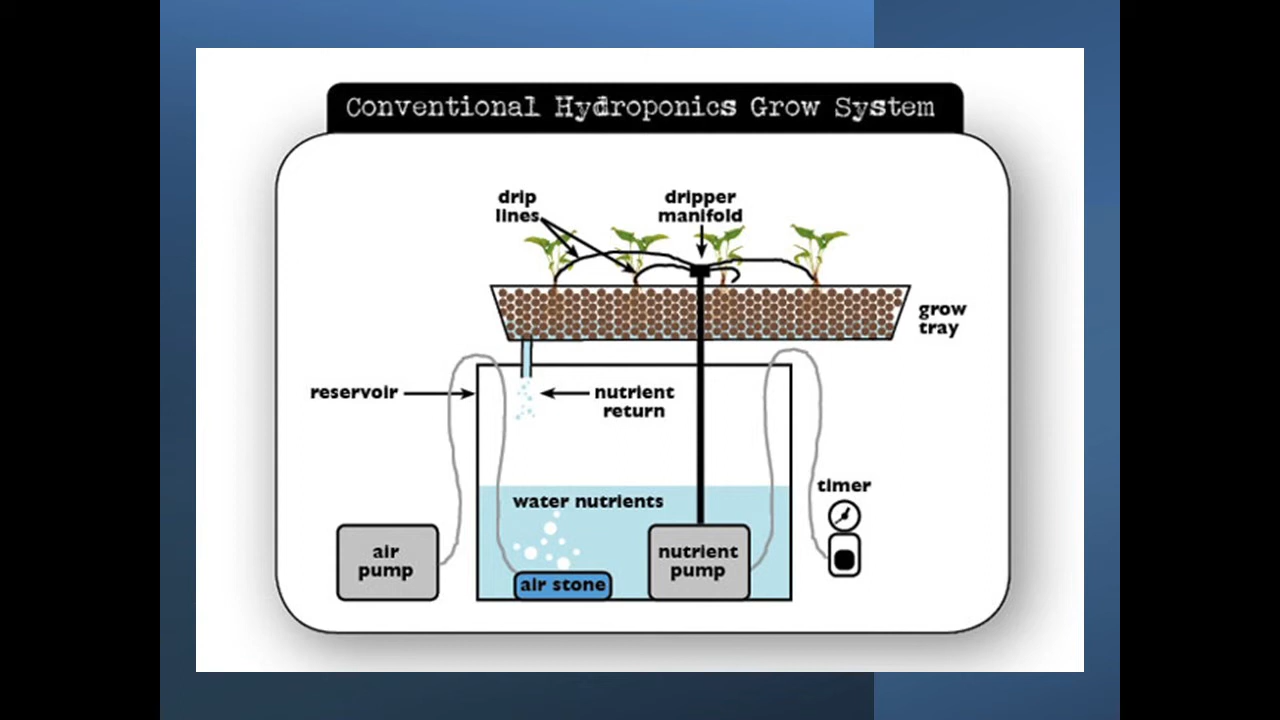 Conventional Hydroponics Grow System
drip
lines
dripper
manifold
grow
tray
reservoir
nutrient
return
timer
water nutrients
air
pump
nutrient
pump
air stone